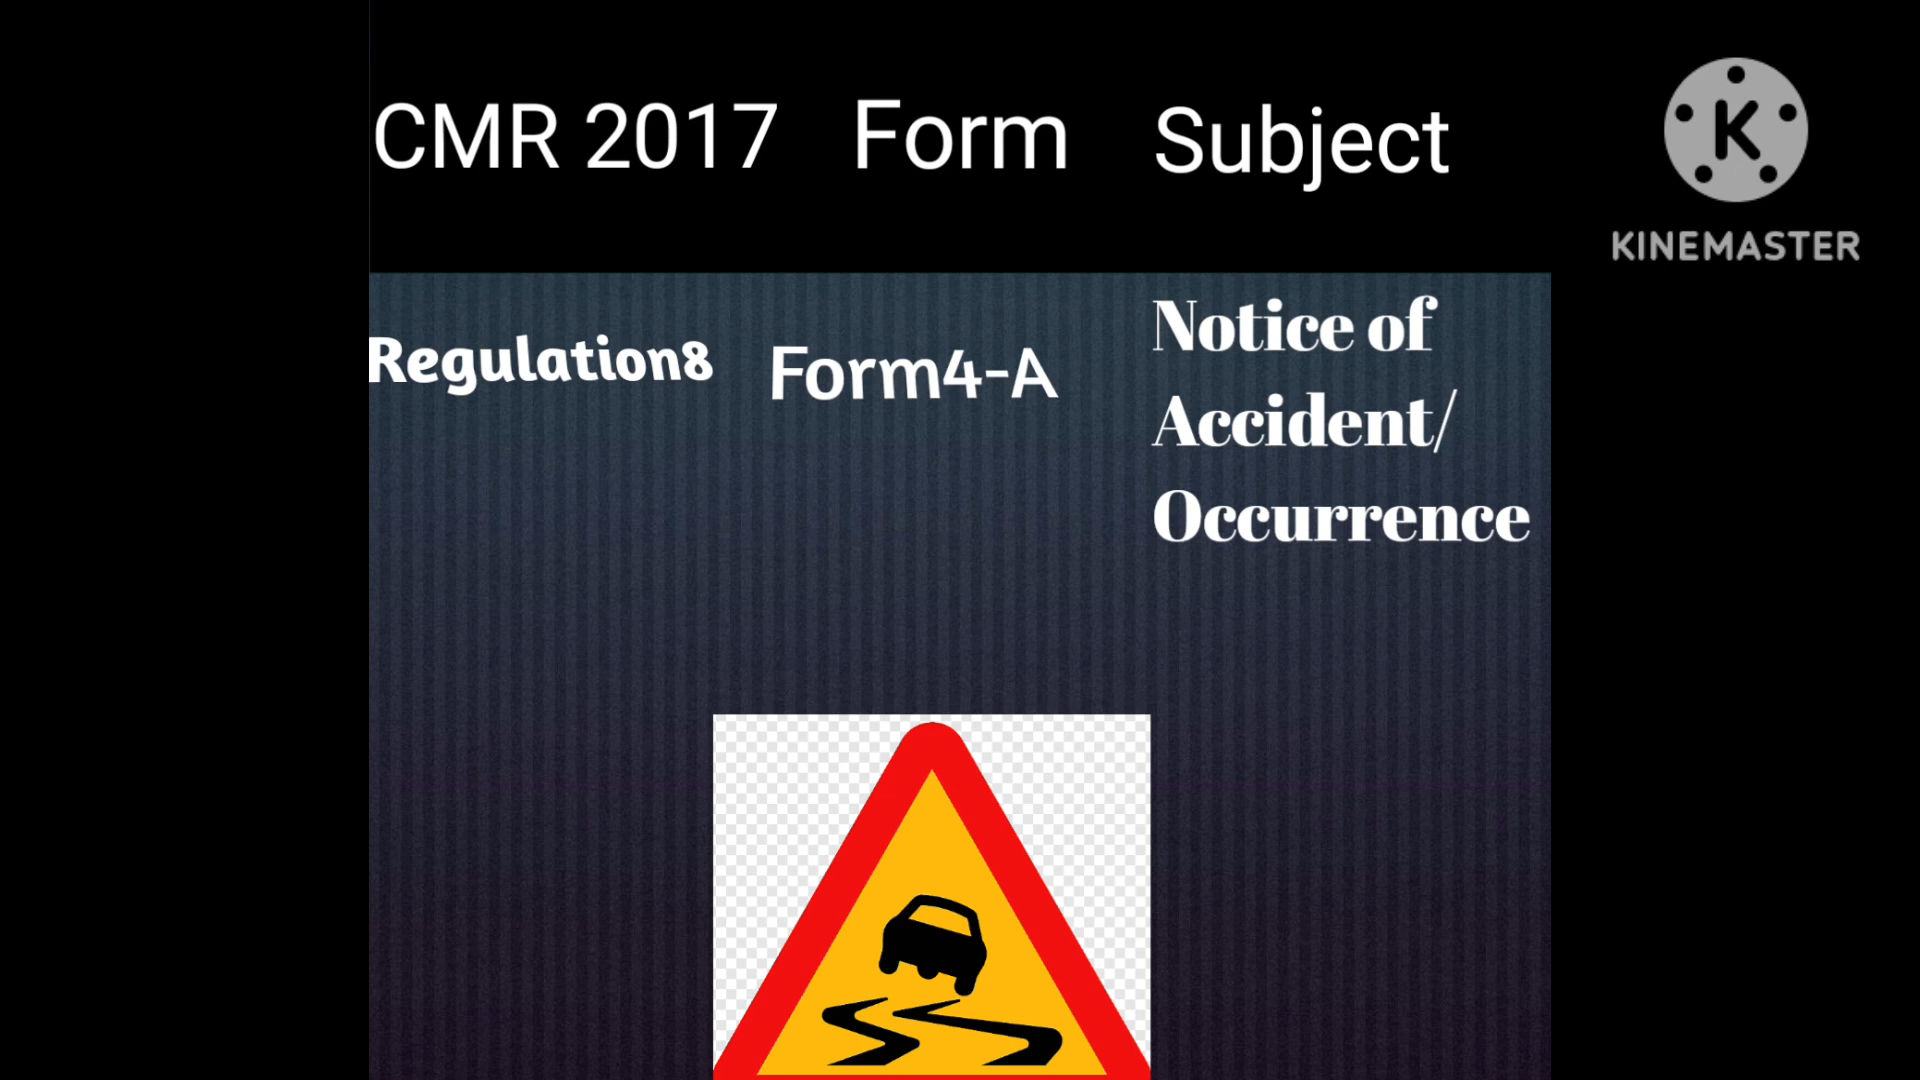 CMR 2017 Form Subject
K
KINEMASTER
Regulation8 Form4-A Notice of
Accident/
Occurrence